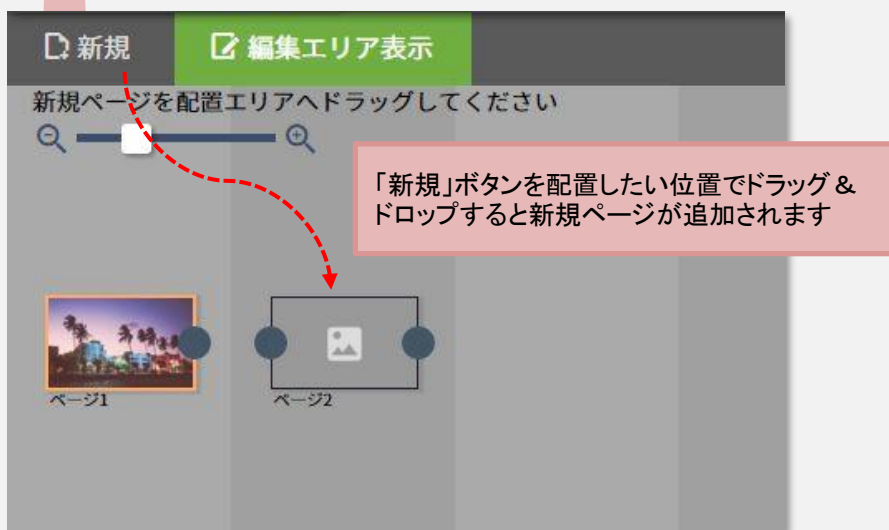 新規
編集エリア表示
新規ページを配置エリアへドラッグしてください
「新規」ボタンを配置したい位置でドラッグ＆
ドロップすると新規ページが追加されます
ページ1
ページ2